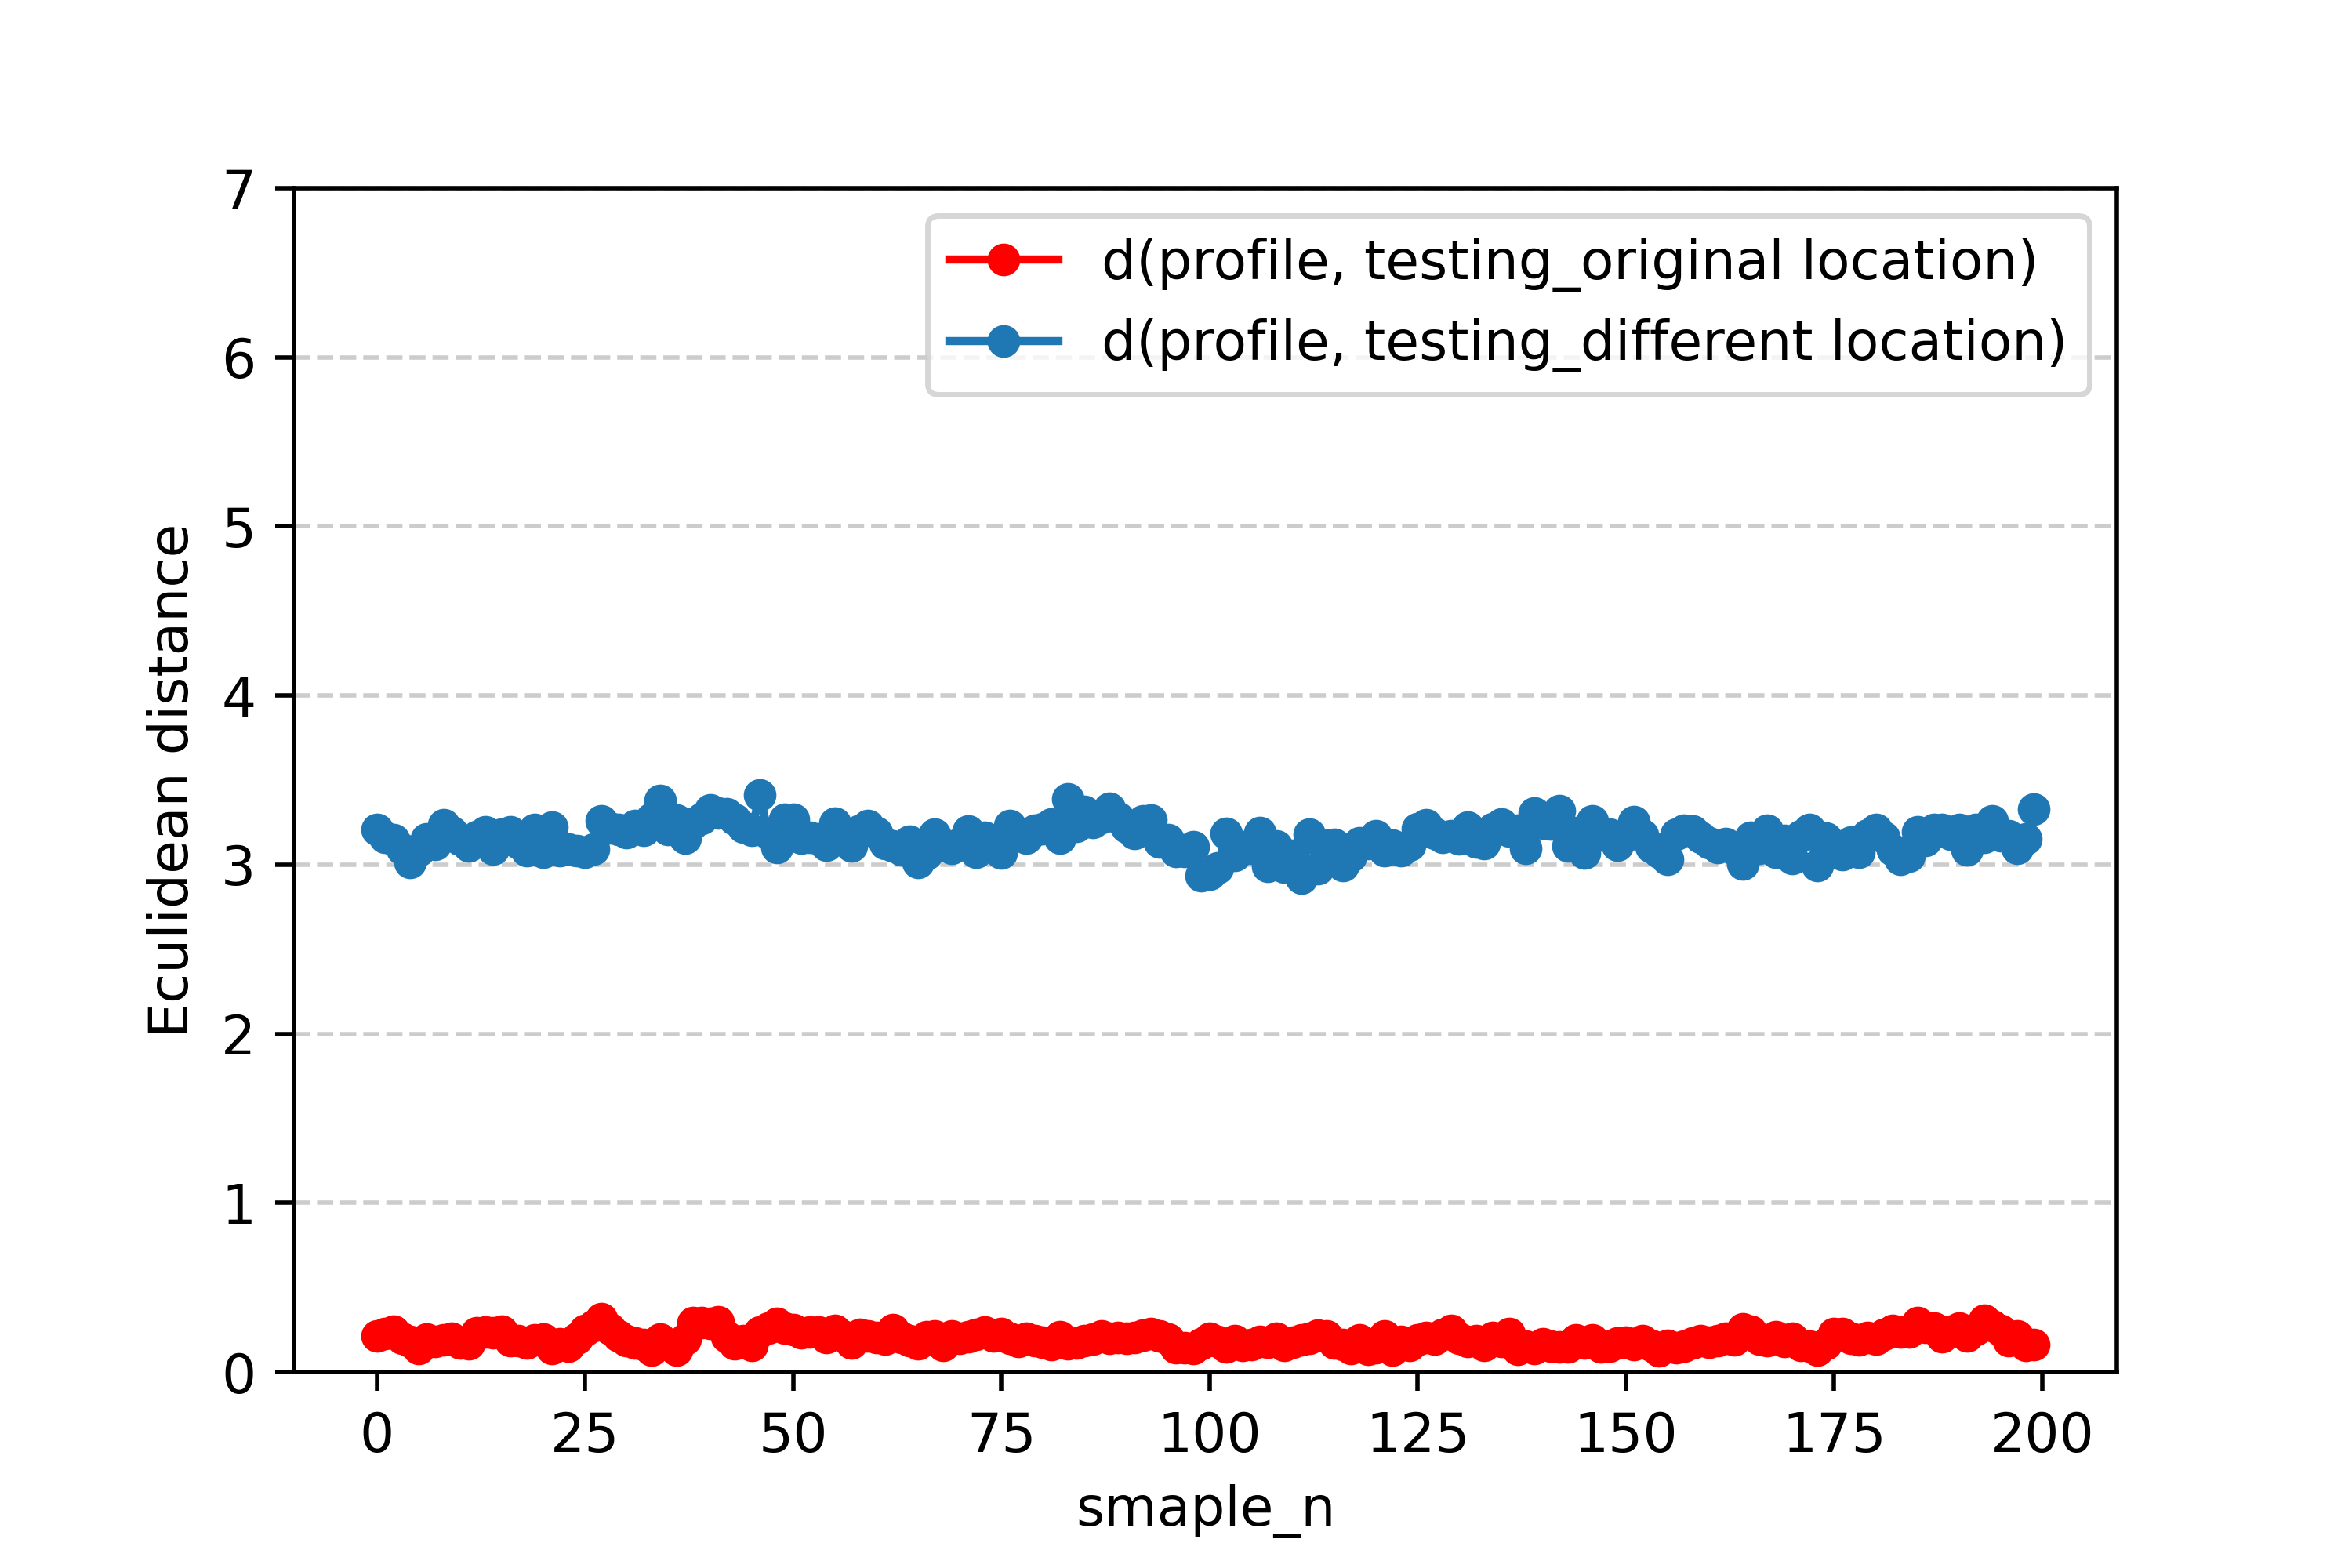 7
6
5
4
3
2
1
0
Eculidean distance
d(profile, testing_original location)
d(profile, testing_different location)
0 25 50 75 100 125 150 175 200
smaple_n